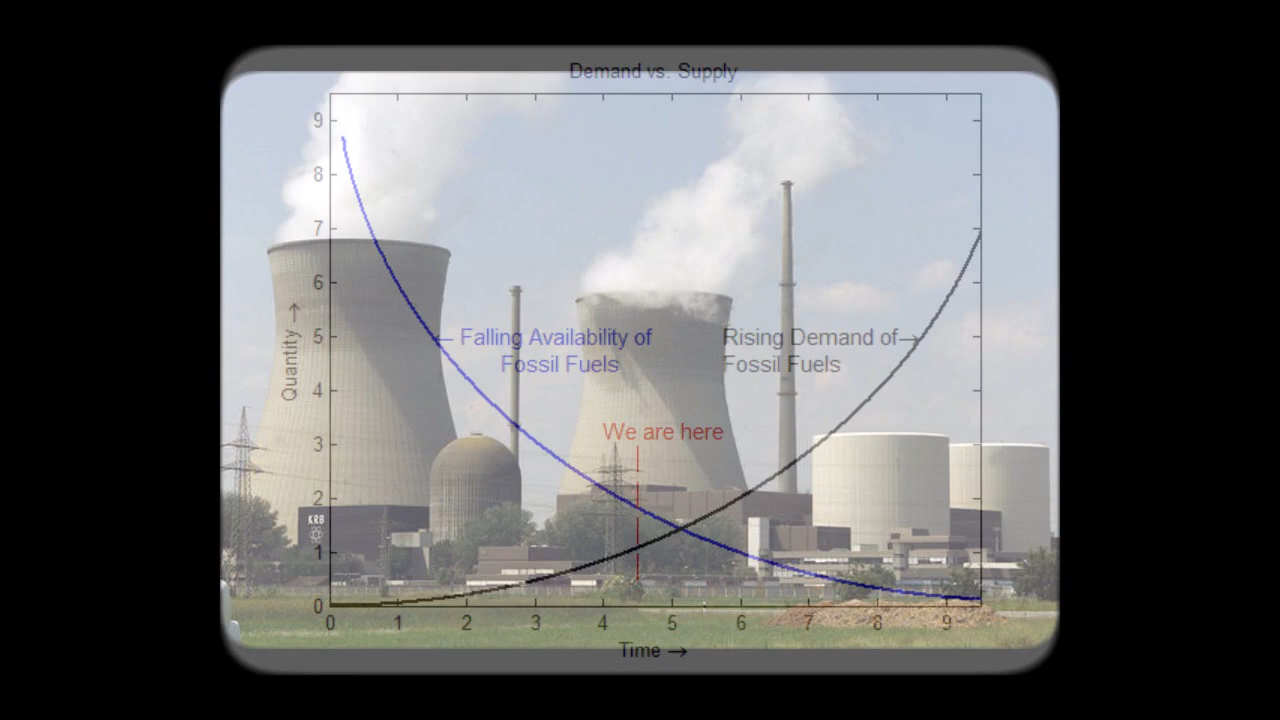 Demand vs. Supply
9
8
7
6
5
4
3
2
1
0
Quantity →
← Falling Availability of
Fossil Fuels
Rising Demand of→
Fossil Fuels
We are here
KRB
0 1 2 3 4 5 6 7 8 9
Time →